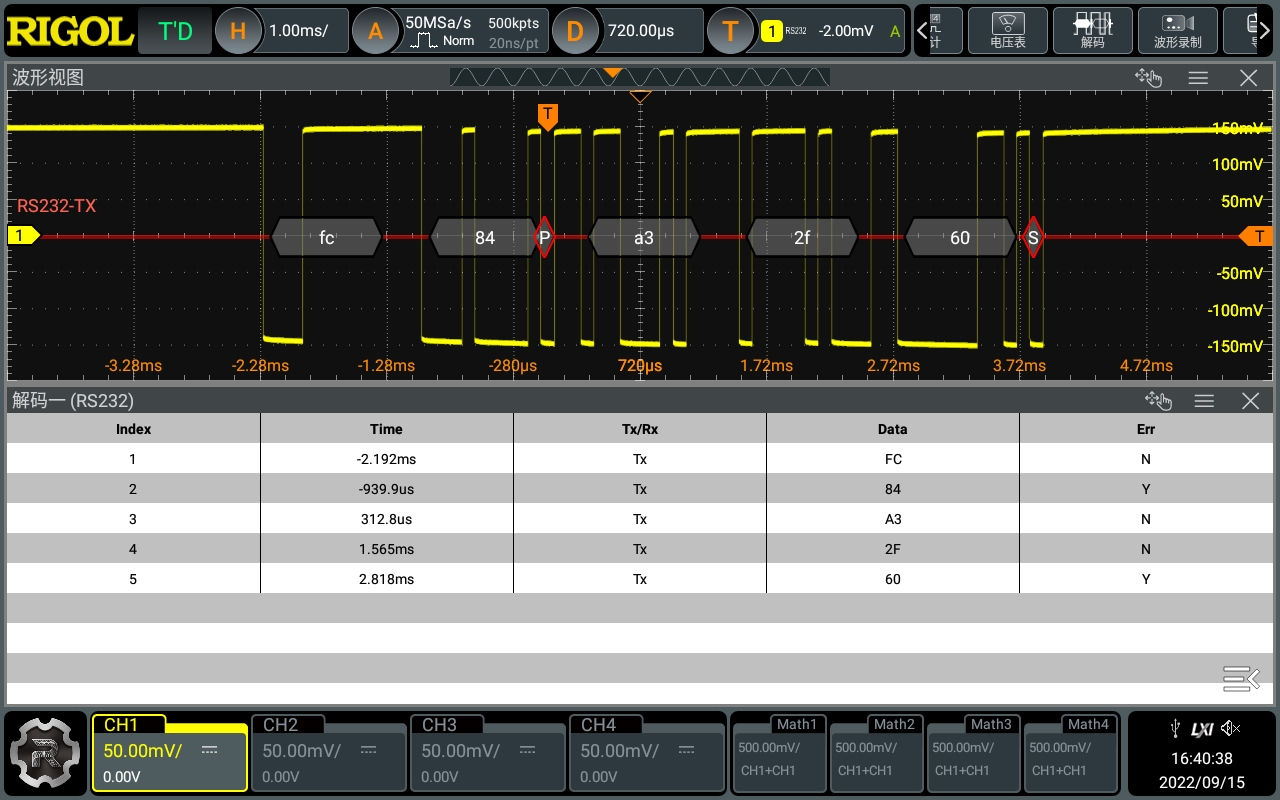 RIGOL T'D H 1.00ms/ A 50MSa/s 500kpts Norm 20ns/pt D 720.00μs T 1 RS232 -2.00mV A 电压表 解码 波形录制
波形视图
T
150mV
100mV
RS232-TX
50mV
1 fc 84 P a3 2f 60 S T
-50mV
-100mV
-150mV
-3.28ms -2.28ms -1.28ms -280μs 720μs 1.72ms 2.72ms 3.72ms 4.72ms
解码一 (RS232)
Index Time Tx/Rx Data Err
1 -2.192ms Tx FC N
2 -939.9us Tx 84 Y
3 312.8us Tx A3 N
4 1.565ms Tx 2F N
5 2.818ms Tx 60 Y
CH1 CH2 CH3 CH4 Math1 Math2 Math3 Math4
50.00mV/ 50.00mV/ 50.00mV/ 50.00mV/ 500.00mV/ 500.00mV/ 500.00mV/ 500.00mV/
0.00V 0.00V 0.00V 0.00V CH1+CH1 CH1+CH1 CH1+CH1 CH1+CH1
LXI
16:40:38
2022/09/15